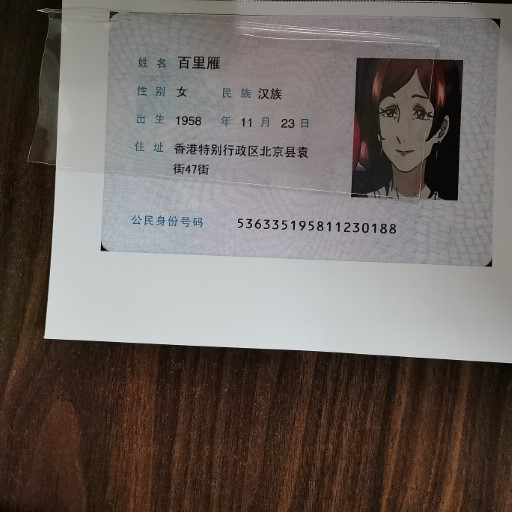 姓名 百里雁
性别 女 民族 汉族
出生 1958 年 11 月 23 日
住址 香港特别行政区北京县袁
街47街
公民身份号码 536335195811230188